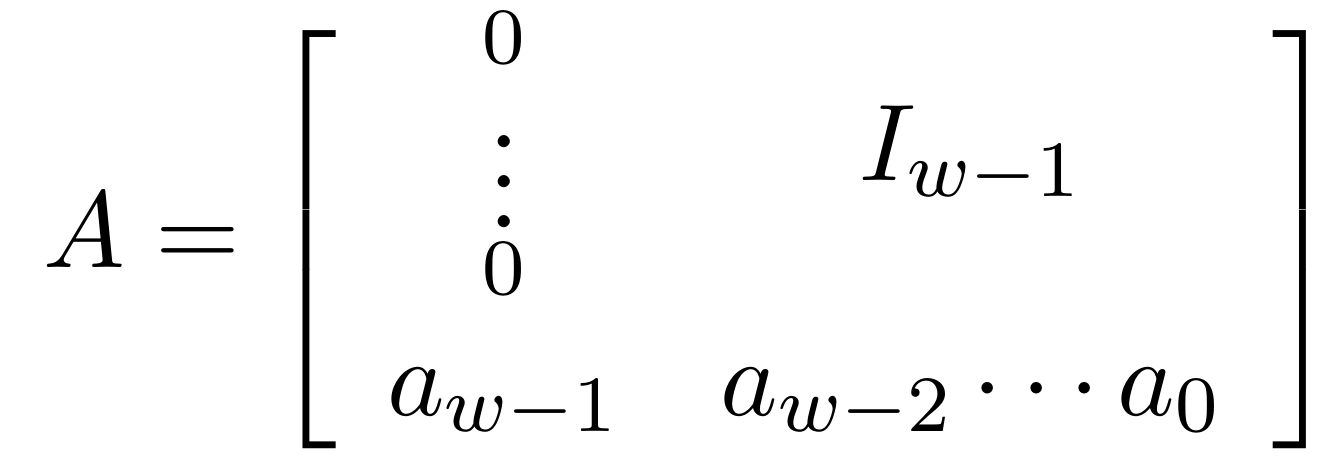 0
⋮
I_{w-1}
A =
0
a_{w-1} a_{w-2} ⋯ a_0